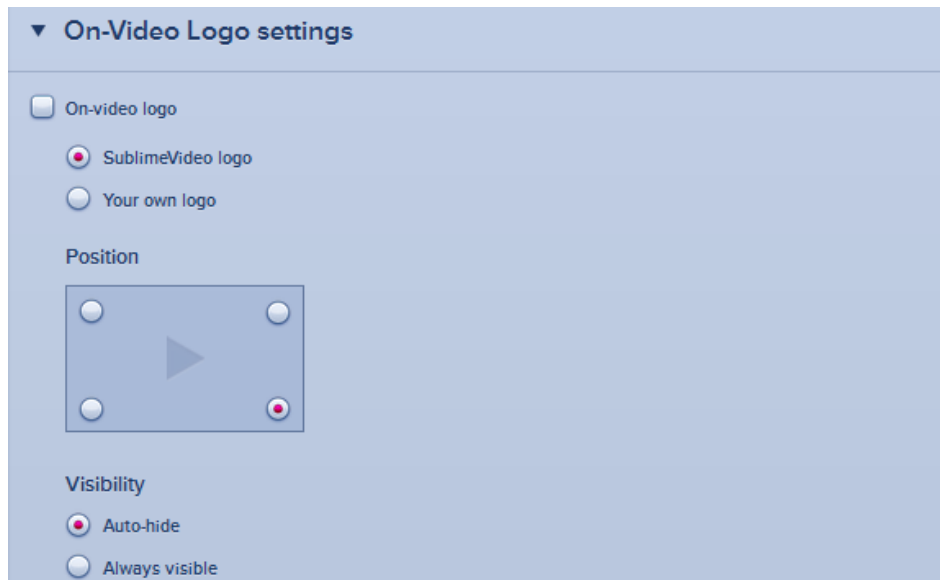 On-Video Logo settings
On-video logo
SublimeVideo logo
Your own logo
Position
Visibility
Auto-hide
Always visible